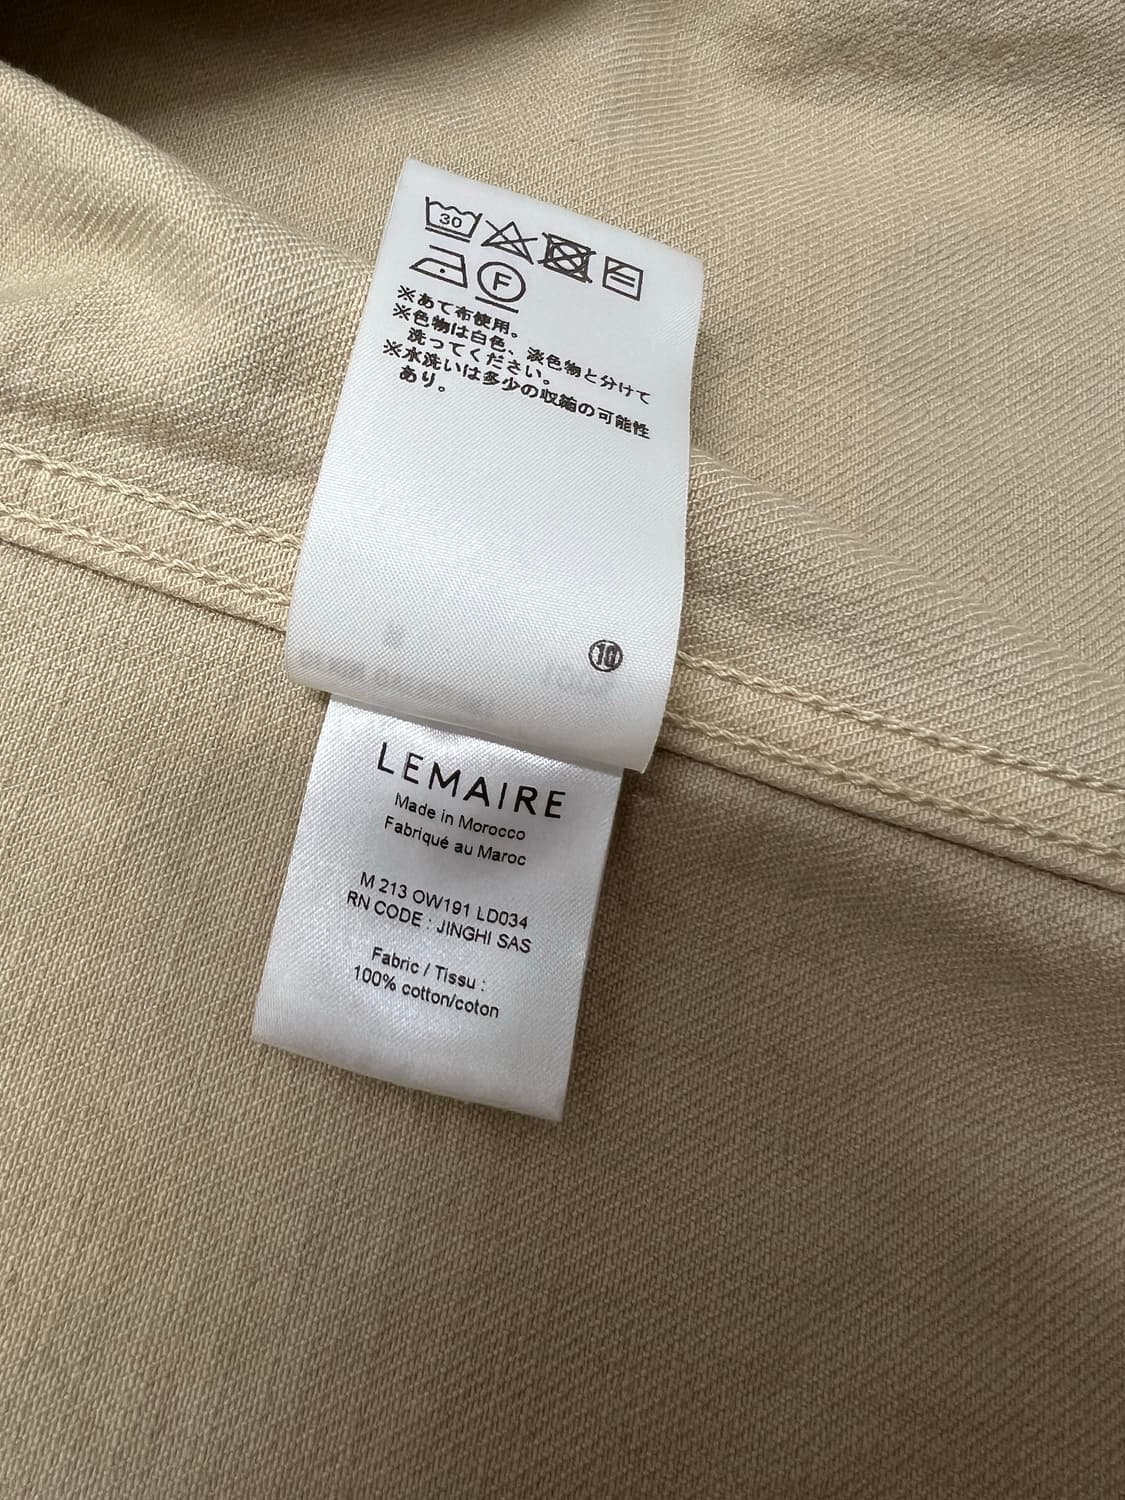 30
F
※あて布使用。
※色物は白色、淡色物と分けて
洗ってください。
※水洗いは多少の収縮の可能性
あり。
10
LEMAIRE
Made in Morocco
Fabriqué au Maroc
M 213 OW191 LD034
RN CODE : JINGHI SAS
Fabric / Tissu :
100% cotton/coton